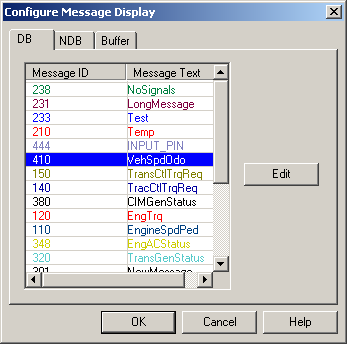 Configure Message Display
DB NDB Buffer
Message ID Message Text
238 NoSignals
231 LongMessage
233 Test
210 Temp
444 INPUT_PIN
410 VehSpdOdo
150 TransCtlTrqReq
140 TracCtlTrqReq
380 CIMGenStatus
120 EngTrq
110 EngineSpdPed
348 EngACStatus
320 TransGenStatus
301 NewMessage
Edit
OK Cancel Help